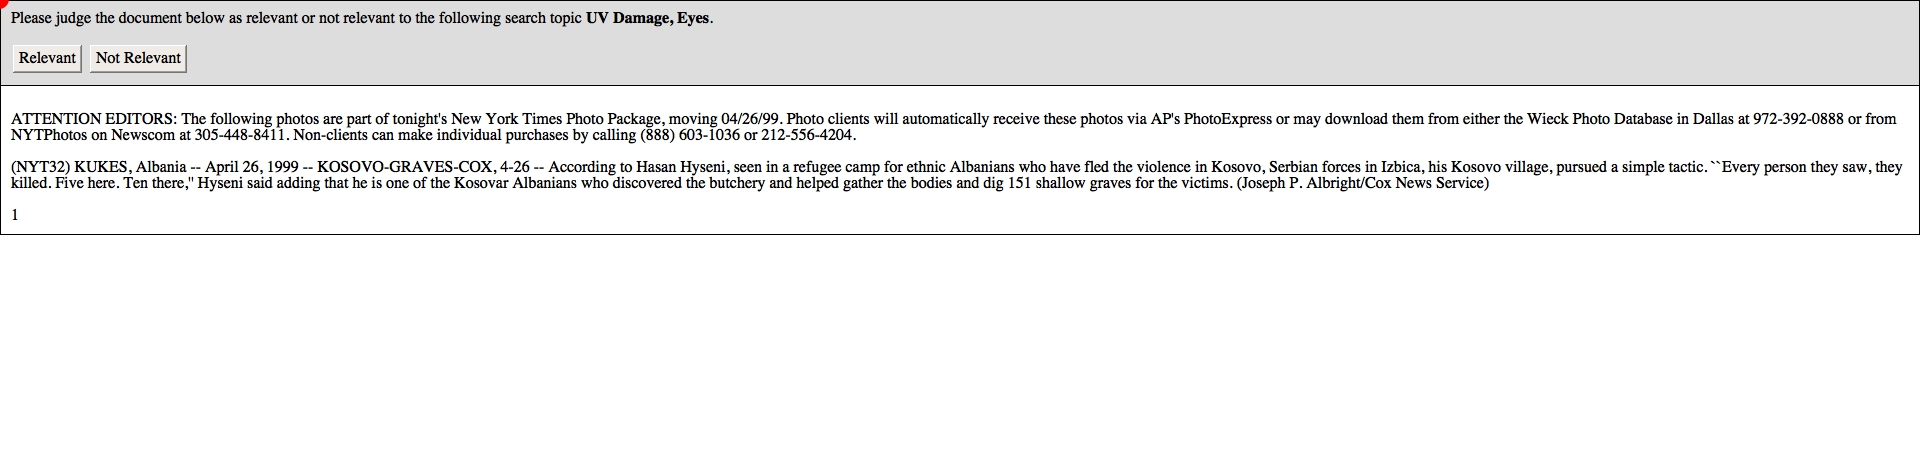 Please judge the document below as relevant or not relevant to the following search topic UV Damage, Eyes.
Relevant Not Relevant
ATTENTION EDITORS: The following photos are part of tonight's New York Times Photo Package, moving 04/26/99. Photo clients will automatically receive these photos via AP's PhotoExpress or may download them from either the Wieck Photo Database in Dallas at 972-392-0888 or from
NYTPhotos on Newscom at 305-448-8411. Non-clients can make individual purchases by calling (888) 603-1036 or 212-556-4204.
(NYT32) KUKES, Albania -- April 26, 1999 -- KOSOVO-GRAVES-COX, 4-26 -- According to Hasan Hyseni, seen in a refugee camp for ethnic Albanians who have fled the violence in Kosovo, Serbian forces in Izbica, his Kosovo village, pursued a simple tactic. ``Every person they saw, they
killed. Five here. Ten there,'' Hyseni said adding that he is one of the Kosovar Albanians who discovered the butchery and helped gather the bodies and dig 151 shallow graves for the victims. (Joseph P. Albright/Cox News Service)
1